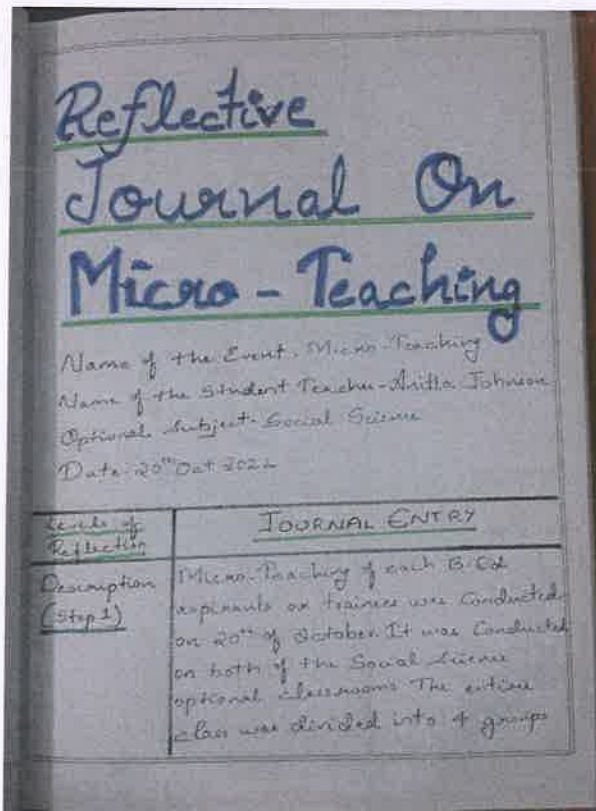 Reflective
Journal On
Micro-Teaching
Name of the Event. Micro-Teaching
Name of the Student Teacher-Anitta Johnson
Optional Subject-Social Science
Date: 20th Oct 2022
Levels of
Reflection
JOURNAL ENTRY
Description
(Step 1)
Micro-Teaching of each B.Ed
aspirants or trainees was Conducted
on 20th of October. It was Conducted
on both of the Social Science
optional classrooms. The entire
class was divided into 4 groups